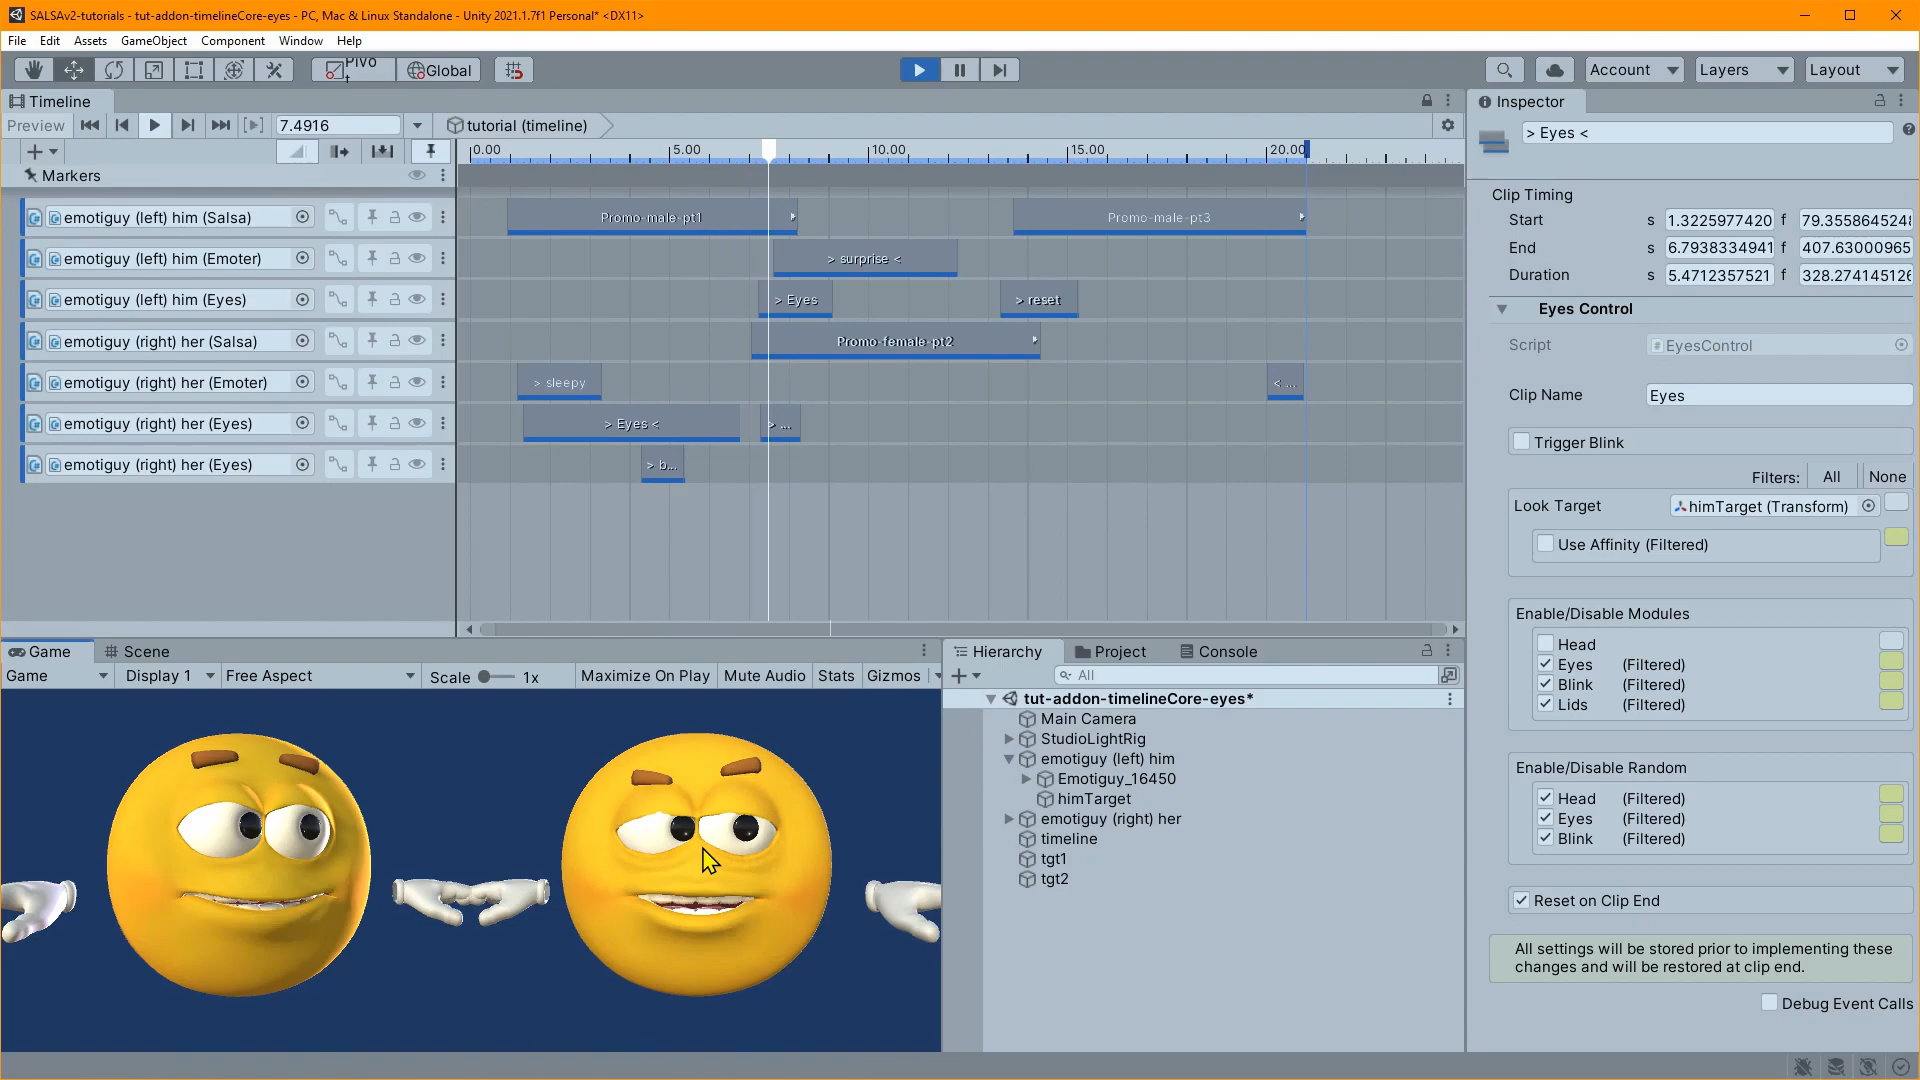 SALSAv2-tutorials - tut-addon-timelineCore-eyes - PC, Mac & Linux Standalone - Unity 2021.1.7f1 Personal* <DX11>
File Edit Assets GameObject Component Window Help
Pivot Global Account Layers Layout
Timeline
Preview 7.4916 tutorial (timeline)
0.00 5.00 10.00 15.00 20.00
Markers
emotiguy (left) him (Salsa) Promo-male-pt1 Promo-male-pt3
emotiguy (left) him (Emoter) > surprise <
emotiguy (left) him (Eyes) > Eyes > reset
emotiguy (right) her (Salsa) Promo-female-pt2
emotiguy (right) her (Emoter) > sleepy < ...
emotiguy (right) her (Eyes) > Eyes < > ...
emotiguy (right) her (Eyes) > b...
Inspector
> Eyes <
Clip Timing
Start s 1.3225977420 f 79.3558645248
End s 6.7938334941 f 407.63000965
Duration s 5.4712357521 f 328.274145126
Eyes Control
Script EyesControl
Clip Name Eyes
Trigger Blink
Filters: All None
Look Target himTarget (Transform)
Use Affinity (Filtered)
Enable/Disable Modules
Head
Eyes (Filtered)
Blink (Filtered)
Lids (Filtered)
Enable/Disable Random
Head (Filtered)
Eyes (Filtered)
Blink (Filtered)
Reset on Clip End
All settings will be stored prior to implementing these
changes and will be restored at clip end.
Debug Event Calls
Game Scene
Game Display 1 Free Aspect Scale 1x Maximize On Play Mute Audio Stats Gizmos
Hierarchy Project Console
All
tut-addon-timelineCore-eyes*
Main Camera
StudioLightRig
emotiguy (left) him
Emotiguy_16450
himTarget
emotiguy (right) her
timeline
tgt1
tgt2